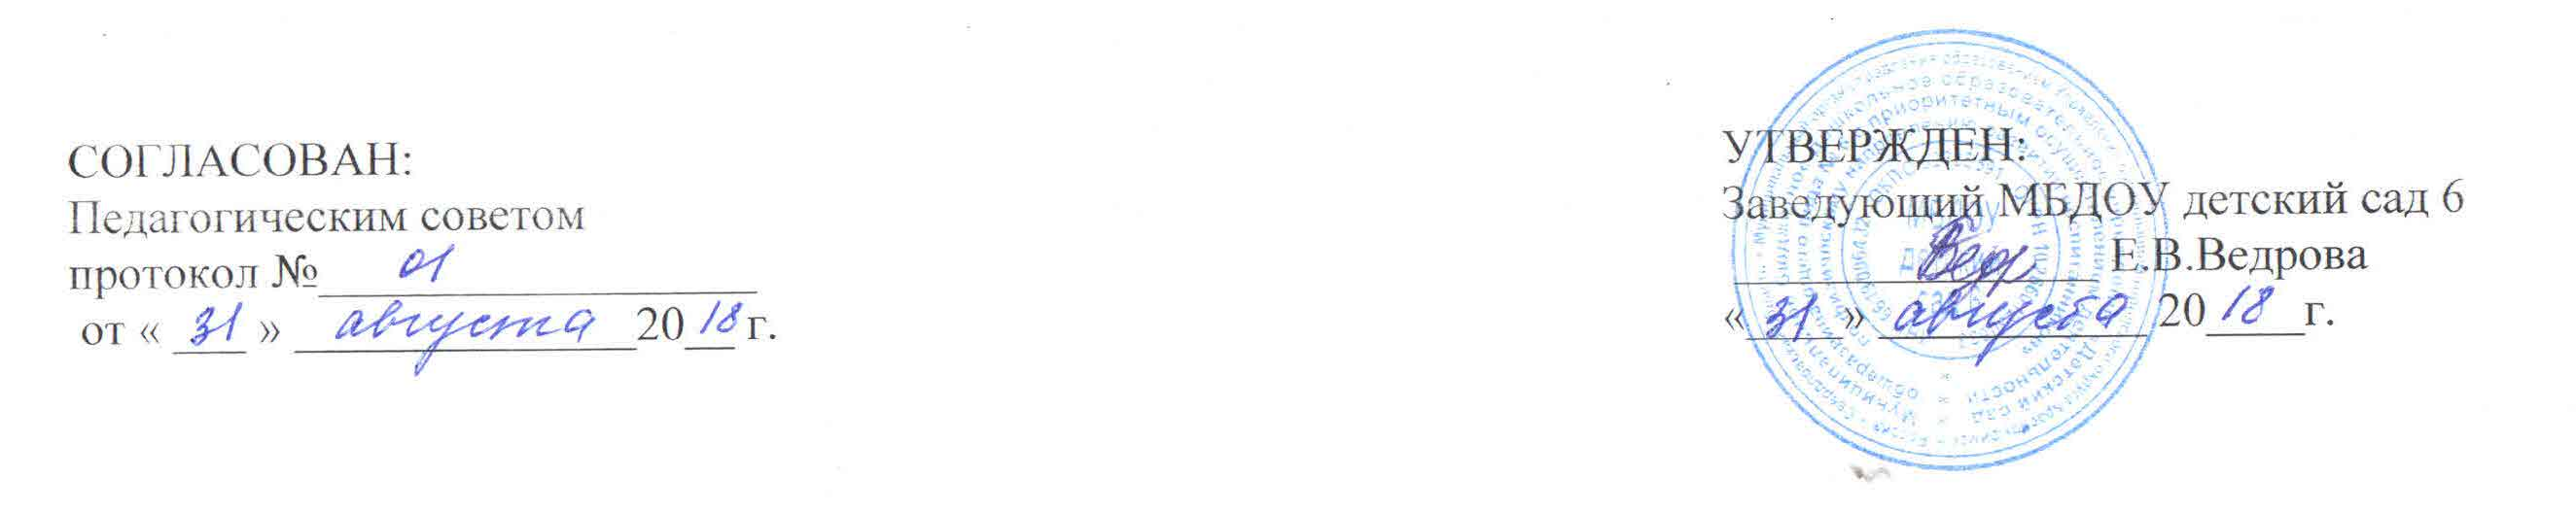 СОГЛАСОВАН:
Педагогическим советом
протокол № 01
от « 31 » августа 2018 г.
УТВЕРЖДЕН:
Заведующий МБДОУ детский сад 6
Е.В.Ведрова
« 31 » августа 2018 г.